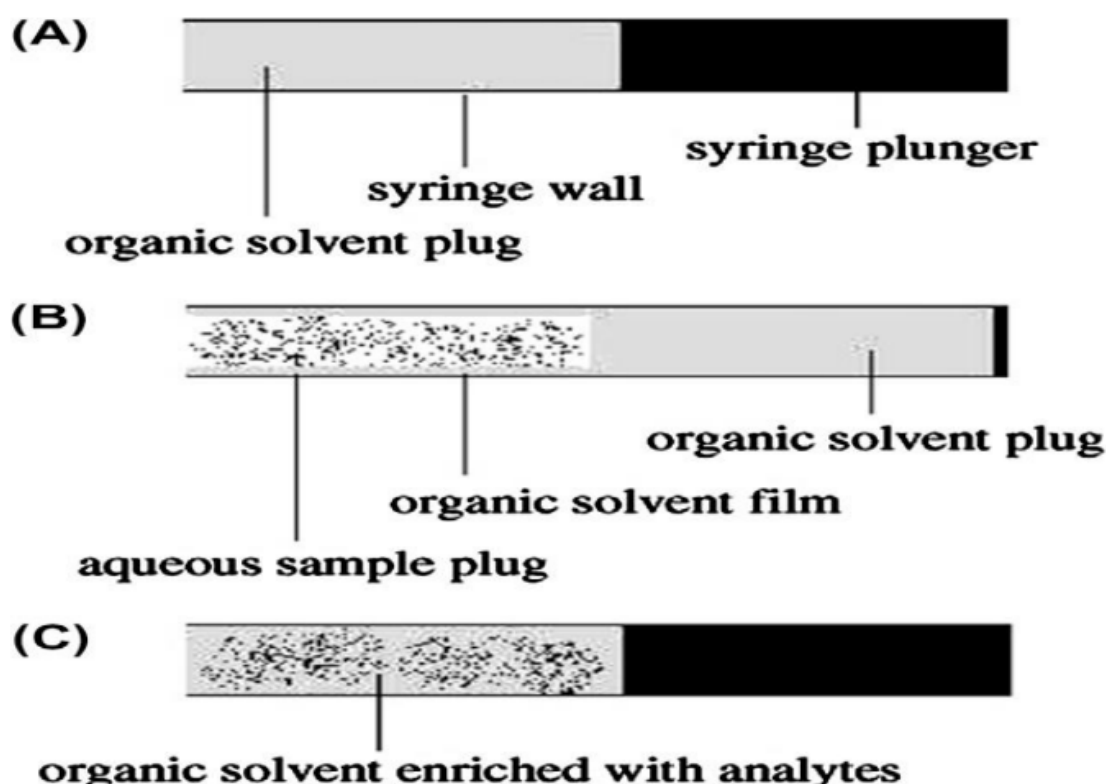 (A)
syringe plunger
syringe wall
organic solvent plug
(B)
organic solvent plug
organic solvent film
aqueous sample plug
(C)
organic solvent enriched with analytes